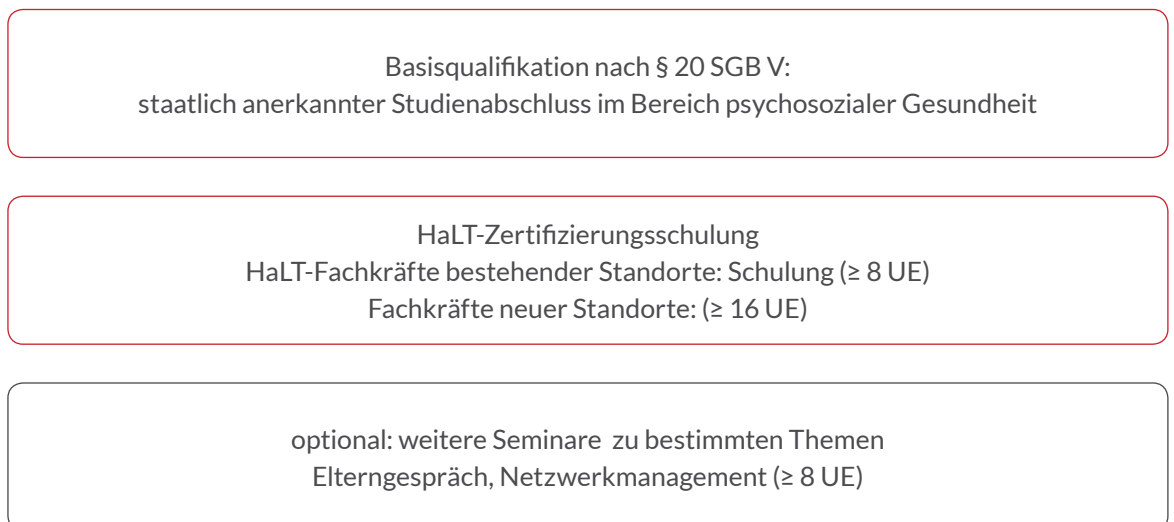 Basisqualifikation nach § 20 SGB V:
staatlich anerkannter Studienabschluss im Bereich psychosozialer Gesundheit
HaLT-Zertifizierungsschulung
HaLT-Fachkräfte bestehender Standorte: Schulung (≥ 8 UE)
Fachkräfte neuer Standorte: (≥ 16 UE)
optional: weitere Seminare  zu bestimmten Themen
Elterngespräch, Netzwerkmanagement (≥ 8 UE)